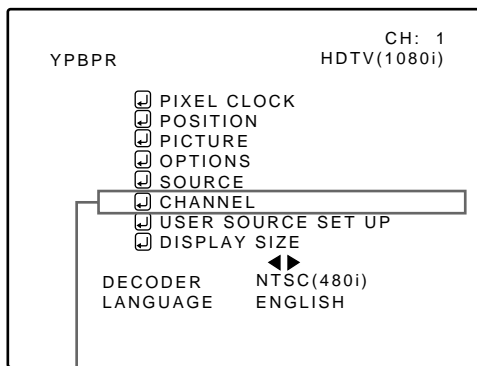 CH: 1
YPBPR HDTV(1080i)
PIXEL CLOCK
POSITION
PICTURE
OPTIONS
SOURCE
CHANNEL
USER SOURCE SET UP
DISPLAY SIZE
DECODER NTSC(480i)
LANGUAGE ENGLISH